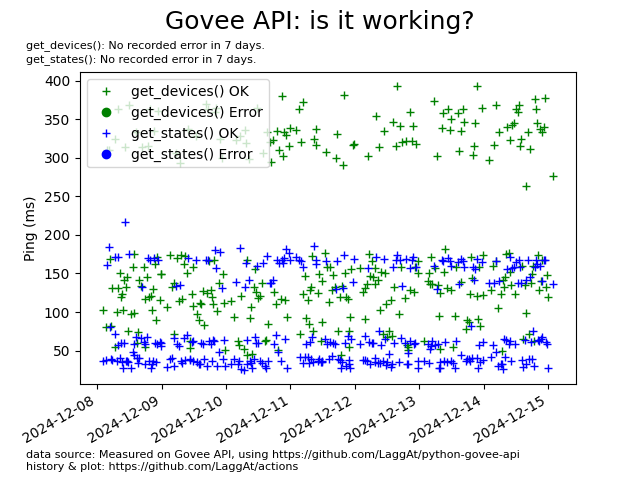 Govee API: is it working?
get_devices(): No recorded error in 7 days.
get_states(): No recorded error in 7 days.
get_devices() OK
get_devices() Error
get_states() OK
get_states() Error
Ping (ms)
400
350
300
250
200
150
100
50
2024-12-08
2024-12-09
2024-12-10
2024-12-11
2024-12-12
2024-12-13
2024-12-14
2024-12-15
data source: Measured on Govee API, using https://github.com/LaggAt/python-govee-api
history & plot: https://github.com/LaggAt/actions